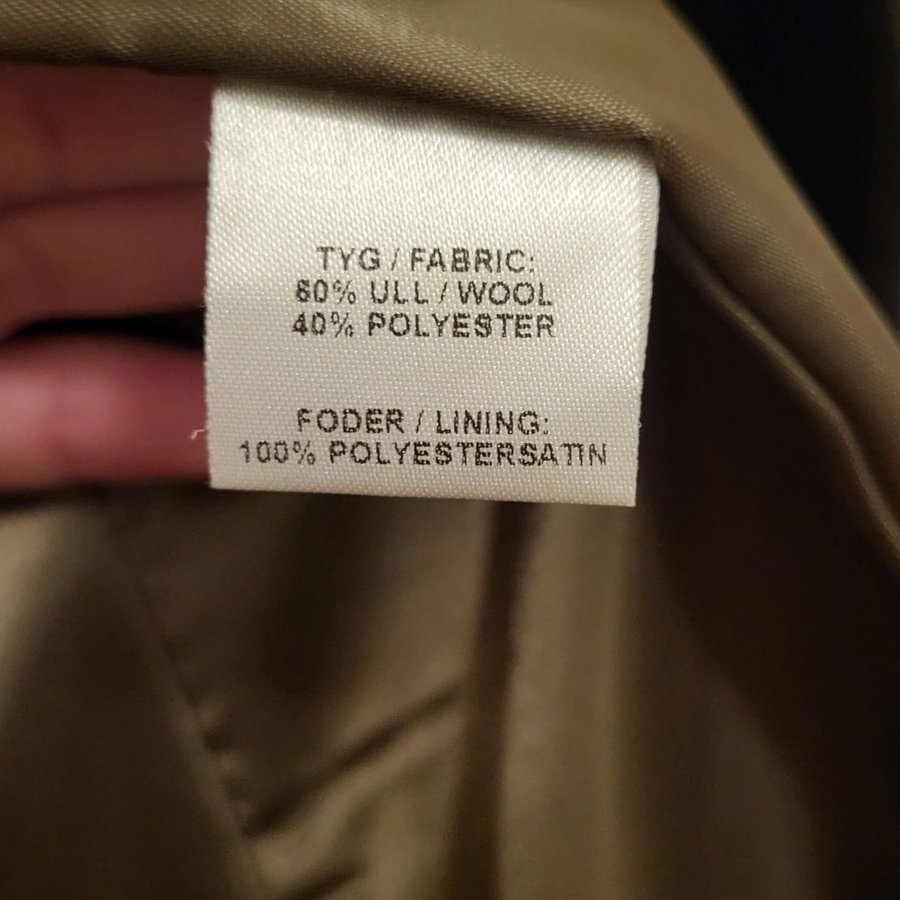 TYG / FABRIC:
60% ULL / WOOL
40% POLYESTER
FODER / LINING:
100% POLYESTERSATIN